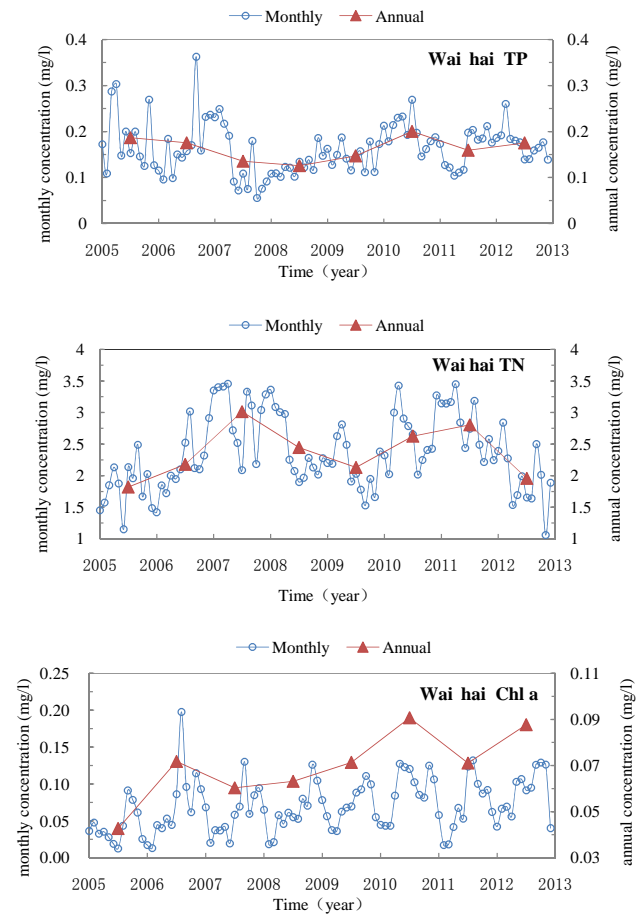 Monthly Annual
Wai hai TP
monthly concentration (mg/l)
0.4
0.3
0.2
0.1
0
0.4
0.3
0.2
0.1
0
annual concentration (mg/l)
2005 2006 2007 2008 2009 2010 2011 2012 2013
Time（year）
Monthly Annual
Wai hai TN
monthly concentration (mg/l)
4
3.5
3
2.5
2
1.5
1
4
3.5
3
2.5
2
1.5
1
annual concentration (mg/l)
2005 2006 2007 2008 2009 2010 2011 2012 2013
Time（year）
Monthly Annual
Wai hai Chl a
monthly concentration (mg/l)
0.25
0.20
0.15
0.10
0.05
0.00
0.11
0.09
0.07
0.05
0.03
annual concentration (mg/l)
2005 2006 2007 2008 2009 2010 2011 2012 2013
Time (year)